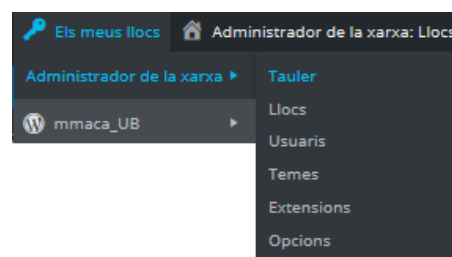 Els meus llocs Administrador de la xarxa: Llocs
Administrador de la xarxa
mmaca_UB
Tauler
Llocs
Usuaris
Temes
Extensions
Opcions